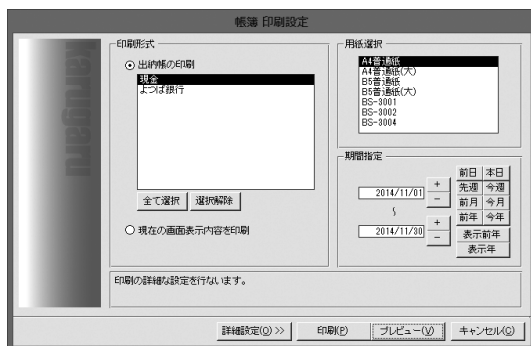 帳簿 印刷設定
karugaru
印刷形式
出納帳の印刷
現金
よつば銀行
全て選択 選択解除
現在の画面表示内容を印刷
用紙選択
A4普通紙
A4普通紙(大)
B5普通紙
B5普通紙(大)
BS-3001
BS-3002
BS-3004
期間指定
2014/11/01 + -
～
2014/11/30 + -
前日 本日
先週 今週
前月 今月
前年 今年
表示前年
表示年
印刷の詳細な設定を行ないます。
詳細設定(O) >> 印刷(P) プレビュー(V) キャンセル(C)